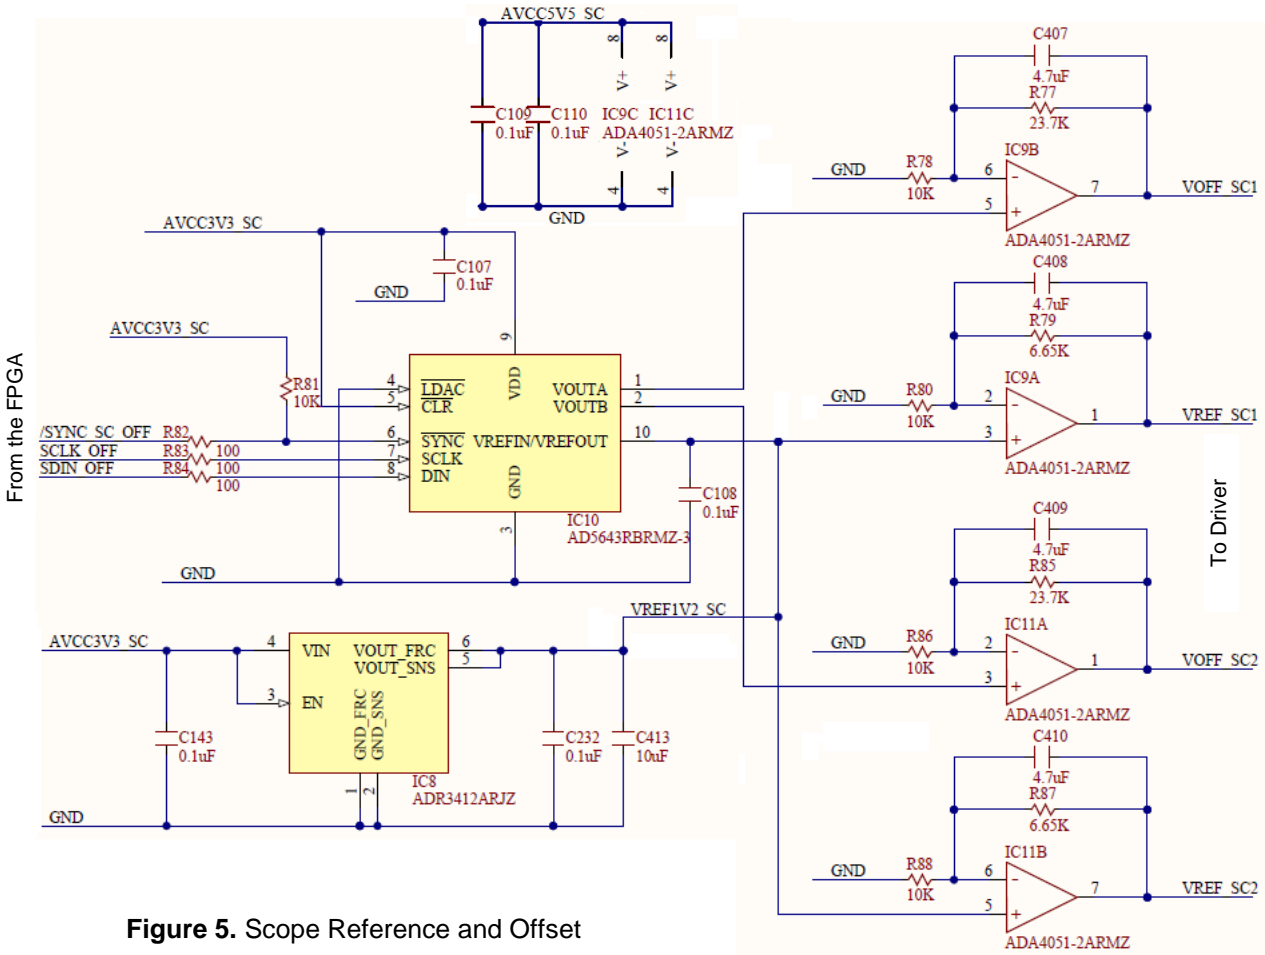 AVCC5V5_SC
8
8
V+
V+
C109
0.1uF
C110
0.1uF
IC9C
IC11C
ADA4051-2ARMZ
V-
V-
4
4
GND
C407
4.7uF
R77
23.7K
IC9B
GND
R78
10K
6
5
7
VOFF_SC1
ADA4051-2ARMZ
AVCC3V3_SC
C107
0.1uF
GND
C408
4.7uF
R79
6.65K
IC9A
GND
R80
10K
2
3
1
VREF_SC1
ADA4051-2ARMZ
From the FPGA
AVCC3V3_SC
R81
10K
/SYNC_SC_OFF
R82
100
SCLK_OFF
R83
100
SDIN_OFF
R84
100
9
VDD
4
LDAC
5
CLR
6
SYNC
7
SCLK
8
DIN
VOUTA
1
VOUTB
2
VREFIN/VREFOUT
10
GND
3
IC10
AD5643RBRMZ-3
C108
0.1uF
GND
C409
4.7uF
R85
23.7K
IC11A
GND
R86
10K
2
3
1
VOFF_SC2
ADA4051-2ARMZ
To Driver
VREF1V2_SC
AVCC3V3_SC
4
VIN
3
EN
VOUT_FRC
6
VOUT_SNS
5
GND_FRC
GND_SNS
1
2
IC8
ADR3412ARJZ
C143
0.1uF
C232
0.1uF
C413
10uF
GND
C410
4.7uF
R87
6.65K
IC11B
GND
R88
10K
6
5
7
VREF_SC2
ADA4051-2ARMZ
Figure 5. Scope Reference and Offset